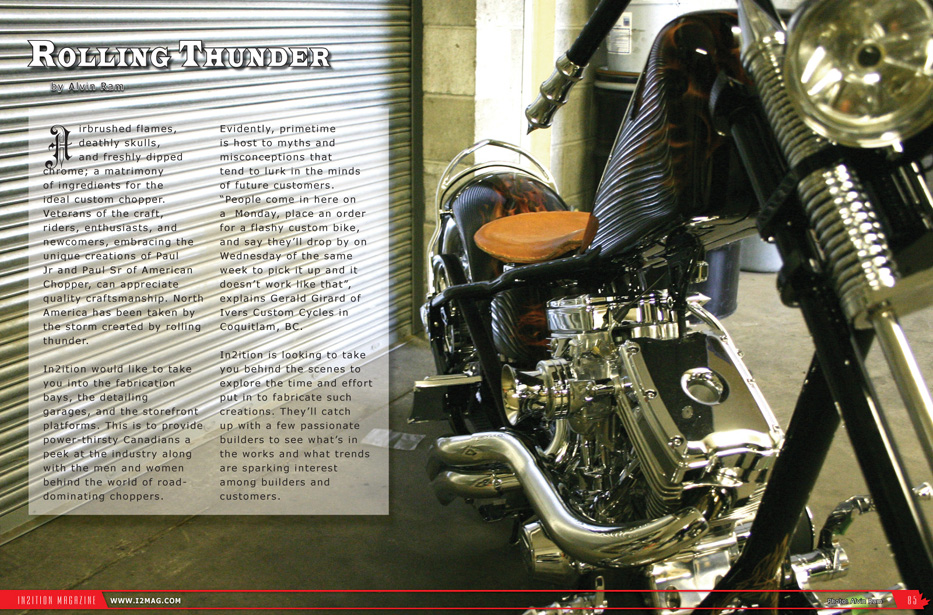 ROLLING THUNDER
by Alvin Ram
Airbrushed flames,
deathly skulls,
and freshly dipped
chrome; a matrimony
of ingredients for the
ideal custom chopper.
Veterans of the craft,
riders, enthusiasts, and
newcomers, embracing the
unique creations of Paul
Jr and Paul Sr of American
Chopper, can appreciate
quality craftsmanship. North
America has been taken by
the storm created by rolling
thunder.
In2ition would like to take
you into the fabrication
bays, the detailing
garages, and the storefront
platforms. This is to provide
power-thirsty Canadians a
peek at the industry along
with the men and women
behind the world of road-
dominating choppers.
Evidently, primetime
is host to myths and
misconceptions that
tend to lurk in the minds
of future customers.
“People come in here on
a Monday, place an order
for a flashy custom bike,
and say they’ll drop by on
Wednesday of the same
week to pick it up and it
doesn’t work like that”,
explains Gerald Girard of
Ivers Custom Cycles in
Coquitlam, BC.
In2ition is looking to take
you behind the scenes to
explore the time and effort
put in to fabricate such
creations. They’ll catch
up with a few passionate
builders to see what’s in
the works and what trends
are sparking interest
among builders and
customers.
IN2ITION MAGAZINE WWW.I2MAG.COM
Photo: Alvin Ram
85